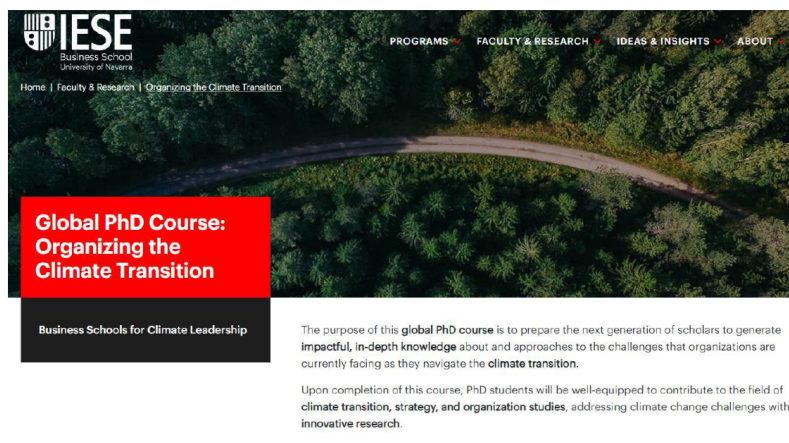 IESE
Business School
University of Navarra
PROGRAMS FACULTY & RESEARCH IDEAS & INSIGHTS ABOUT
Home | Faculty & Research | Organizing the Climate Transition
Global PhD Course:
Organizing the
Climate Transition
Business Schools for Climate Leadership
The purpose of this global PhD course is to prepare the next generation of scholars to generate
impactful, in-depth knowledge about and approaches to the challenges that organizations are
currently facing as they navigate the climate transition.
Upon completion of this course, PhD students will be well-equipped to contribute to the field of
climate transition, strategy, and organization studies, addressing climate change challenges with
innovative research.